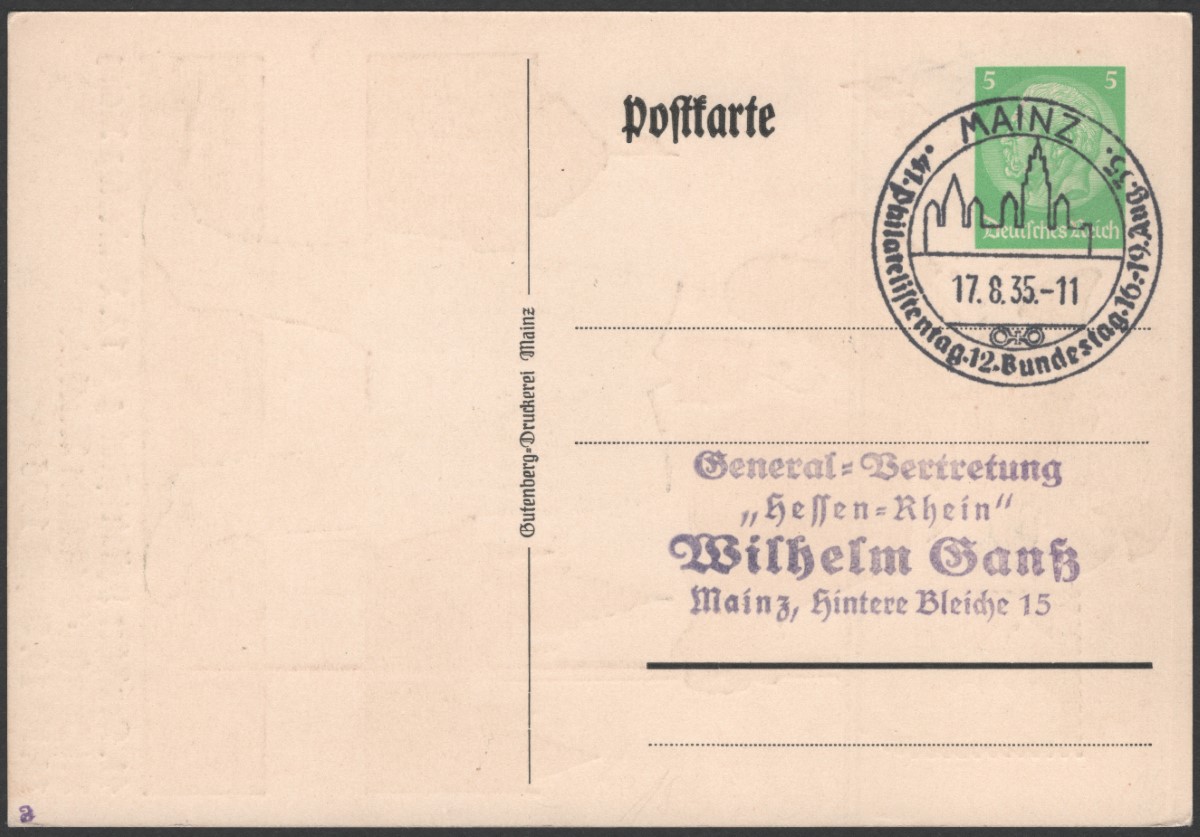 Postkarte
5 5
Deutsches Reich
MAINZ
.41.Philatelistentag.12.Bundestag.16.-19.Aug.35.
17.8.35.-11
Gutenberg=Druckerei Mainz
General=Vertretung
„Hessen=Rhein“
Wilhelm Ganß
Mainz, Hintere Bleiche 15
a